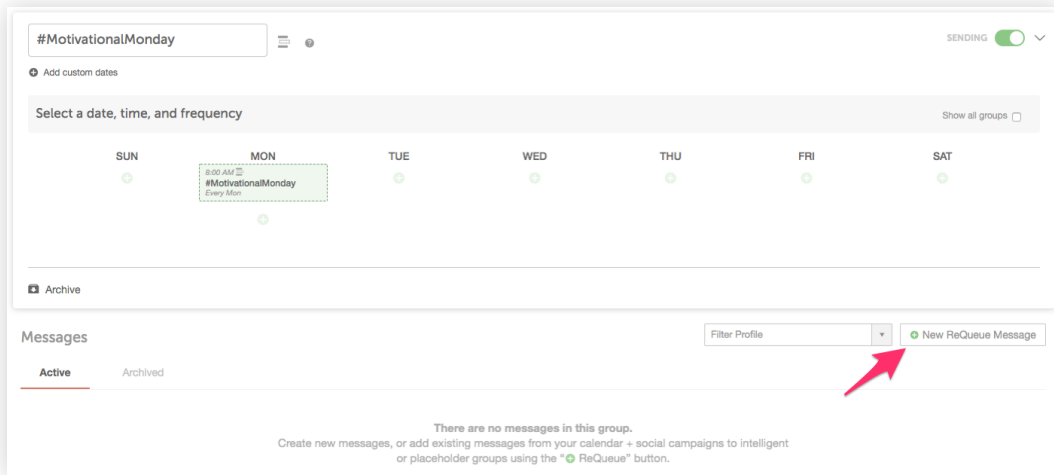 #MotivationalMonday
SENDING
Add custom dates
Select a date, time, and frequency
Show all groups
SUN MON TUE WED THU FRI SAT
8:00 AM
#MotivationalMonday
Every Mon
Archive
Messages
Filter Profile
New ReQueue Message
Active Archived
There are no messages in this group.
Create new messages, or add existing messages from your calendar + social campaigns to intelligent
or placeholder groups using the "ReQueue" button.